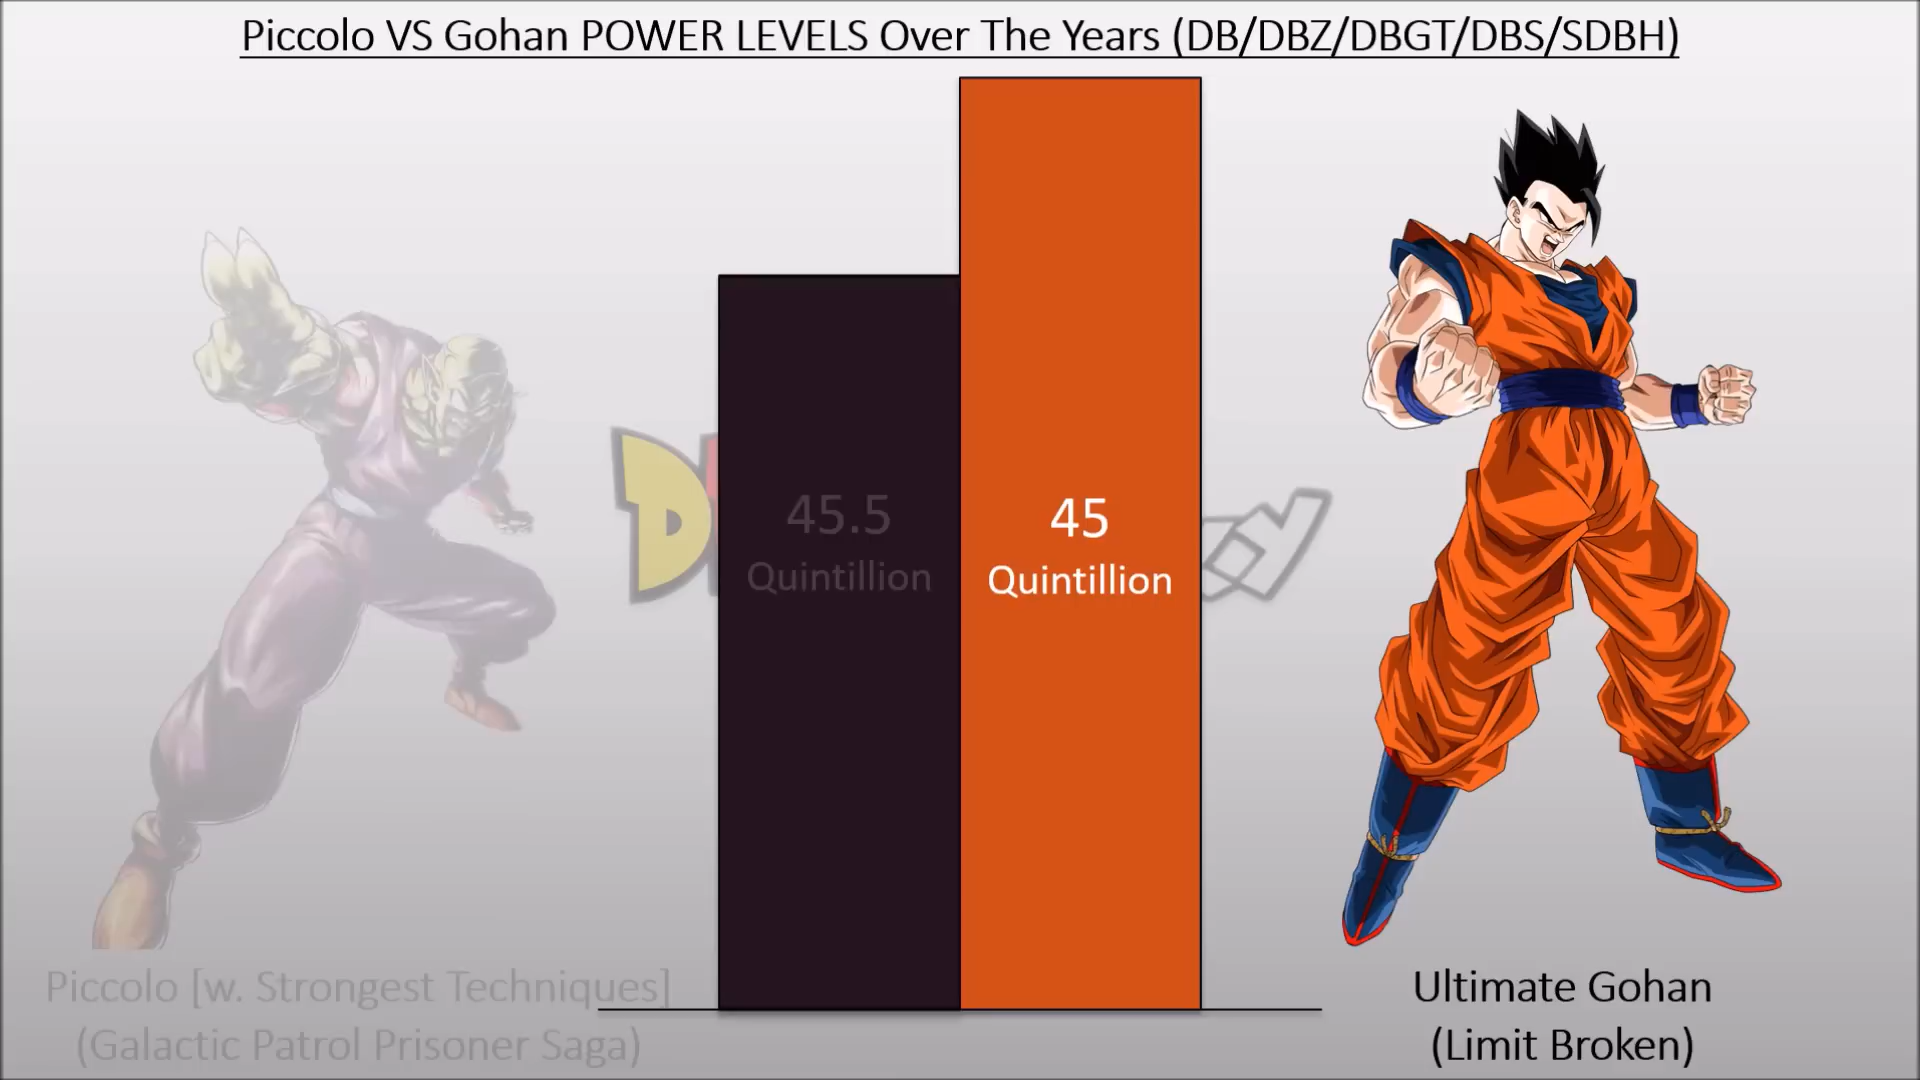 Piccolo VS Gohan POWER LEVELS Over The Years (DB/DBZ/DBGT/DBS/SDBH)
45.5
Quintillion
45
Quintillion
Piccolo [w. Strongest Techniques]
(Galactic Patrol Prisoner Saga)
Ultimate Gohan
(Limit Broken)